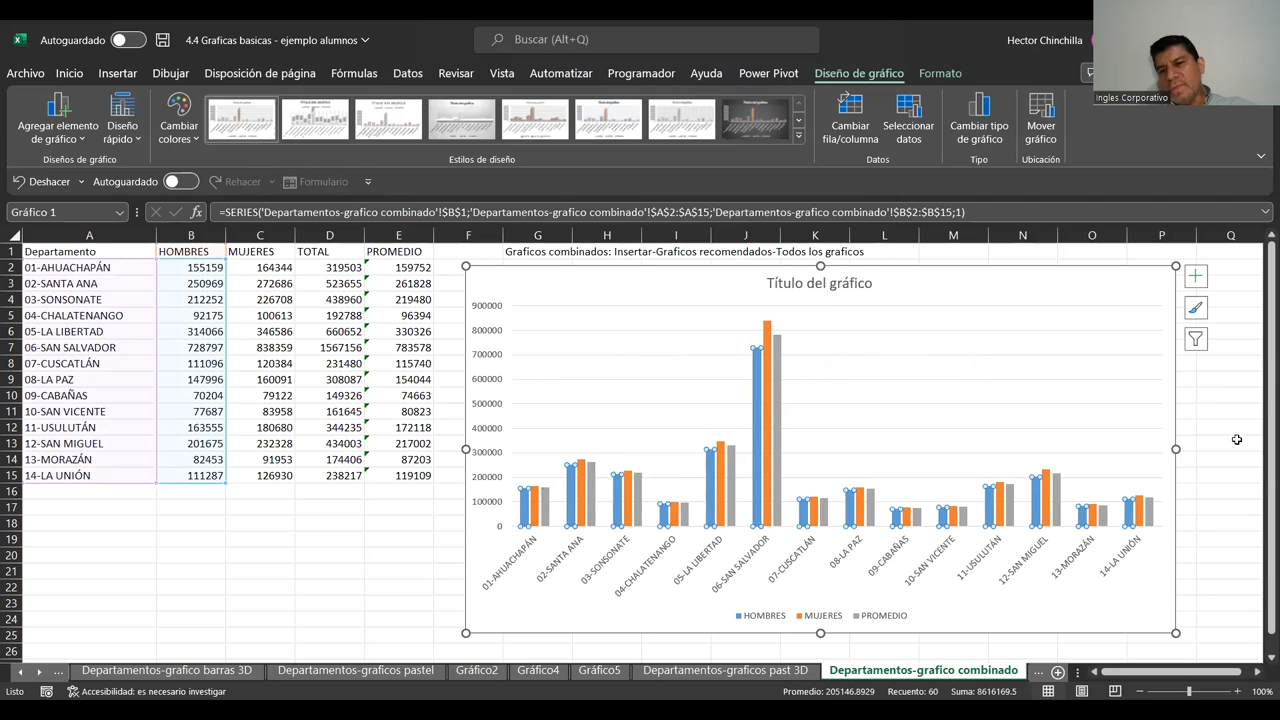 Autoguardado
4.4 Graficas basicas - ejemplo alumnos
Buscar (Alt+Q)
Hector Chinchilla
Archivo Inicio Insertar Dibujar Disposición de página Fórmulas Datos Revisar Vista Automatizar Programador Ayuda Power Pivot Diseño de gráfico Formato
Ingles Corporativo
Agregar elemento de gráfico
Diseño rápido
Cambiar colores
Cambiar fila/columna
Seleccionar datos
Cambiar tipo de gráfico
Mover gráfico
Diseños de gráfico Estilos de diseño Datos Tipo Ubicación
Deshacer Autoguardado Rehacer Formulario
Gráfico 1 fx =SERIES('Departamentos-grafico combinado'!$B$1;'Departamentos-grafico combinado'!$A$2:$A$15;'Departamentos-grafico combinado'!$B$2:$B$15;1)
A B C D E F G H I J K L M N O P Q
1 Departamento HOMBRES MUJERES TOTAL PROMEDIO Graficos combinados: Insertar-Graficos recomendados-Todos los graficos
2 01-AHUACHAPÁN 155159 164344 319503 159752
3 02-SANTA ANA 250969 272686 523655 261828
4 03-SONSONATE 212252 226708 438960 219480
5 04-CHALATENANGO 92175 100613 192788 96394
6 05-LA LIBERTAD 314066 346586 660652 330326
7 06-SAN SALVADOR 728797 838359 1567156 783578
8 07-CUSCATLÁN 111096 120384 231480 115740
9 08-LA PAZ 147996 160091 308087 154044
10 09-CABAÑAS 70204 79122 149326 74663
11 10-SAN VICENTE 77687 83958 161645 80823
12 11-USULUTÁN 163555 180680 344235 172118
13 12-SAN MIGUEL 201675 232328 434003 217002
14 13-MORAZÁN 82453 91953 174406 87203
15 14-LA UNIÓN 111287 126930 238217 119109
16
17
18
19
20
21
22
23
24
25
26
Título del gráfico
900000
800000
700000
600000
500000
400000
300000
200000
100000
0
01-AHUACHAPÁN
02-SANTA ANA
03-SONSONATE
04-CHALATENANGO
05-LA LIBERTAD
06-SAN SALVADOR
07-CUSCATLÁN
08-LA PAZ
09-CABAÑAS
10-SAN VICENTE
11-USULUTÁN
12-SAN MIGUEL
13-MORAZÁN
14-LA UNIÓN
HOMBRES MUJERES PROMEDIO
... Departamentos-grafico barras 3D Departamentos-graficos pastel Gráfico2 Gráfico4 Gráfico5 Departamentos-graficos past 3D Departamentos-grafico combinado ...
Listo Accesibilidad: es necesario investigar Promedio: 205146.8929 Recuento: 60 Suma: 8616169.5 100%